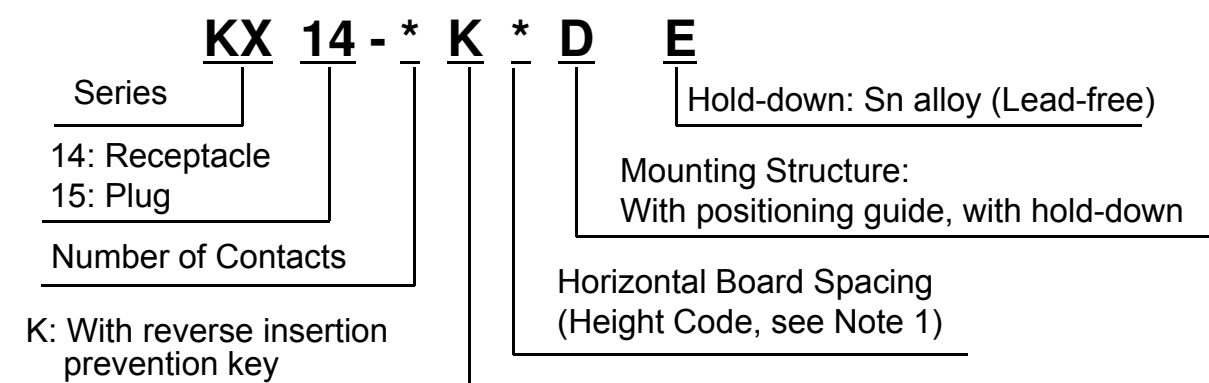 KX 14 - * K * D E
Series
Hold-down: Sn alloy (Lead-free)
14: Receptacle
15: Plug
Mounting Structure:
With positioning guide, with hold-down
Number of Contacts
Horizontal Board Spacing
(Height Code, see Note 1)
K: With reverse insertion
prevention key